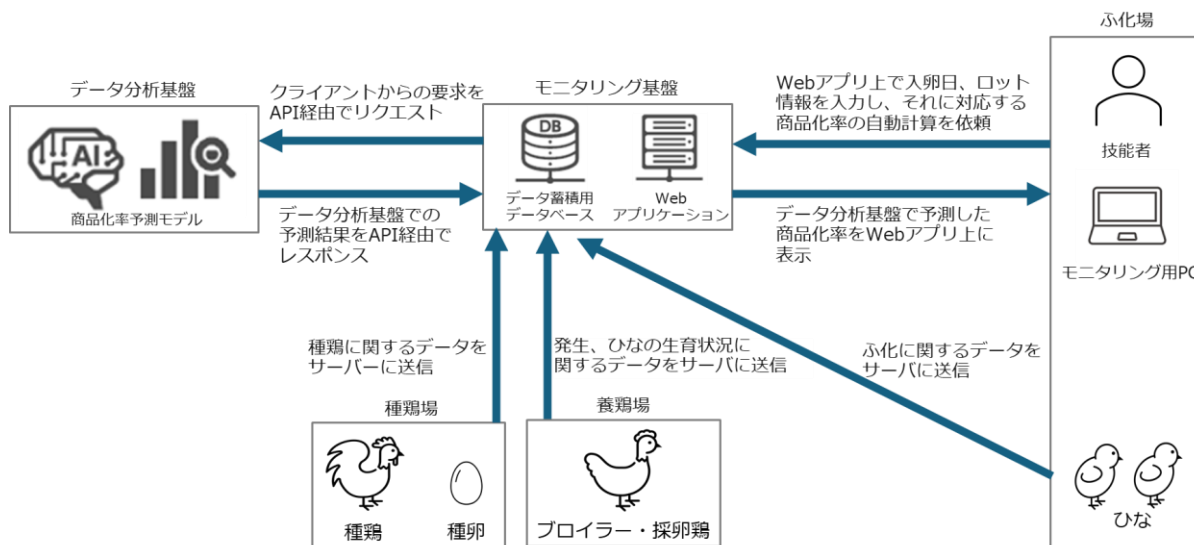 ふ化場
データ分析基盤
クライアントからの要求を
API経由でリクエスト
モニタリング基盤
Webアプリ上で入卵日、ロット
情報を入力し、それに対応する
商品化率の自動計算を依頼
AI
DB
技能者
商品化率予測モデル
データ蓄積用
データベース
Web
アプリケーション
データ分析基盤での
予測結果をAPI経由で
レスポンス
データ分析基盤で予測した
商品化率をWebアプリ上に
表示
モニタリング用PC
種鶏に関するデータを
サーバーに送信
発生、ひなの生育状況に
関するデータをサーバに送信
ふ化に関するデータを
サーバに送信
種鶏場
養鶏場
種鶏
種卵
ブロイラー・採卵鶏
ひな